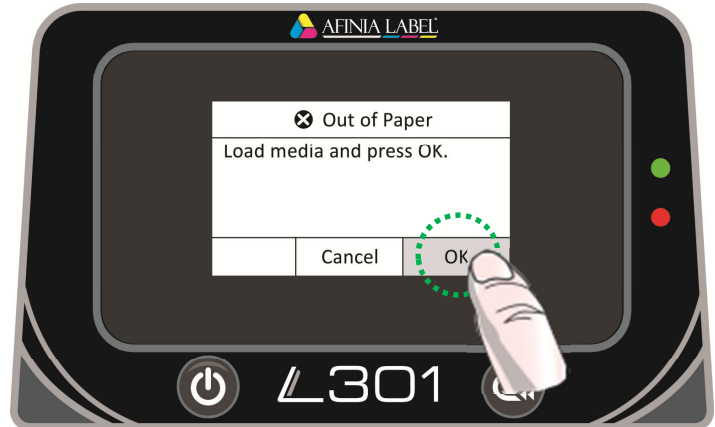 AFINIA LABEL
Out of Paper
Load media and press OK.
Cancel
OK
L301